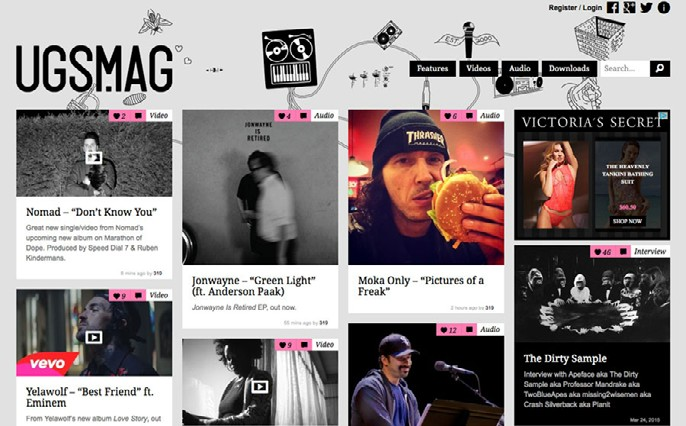 Register / Login
UGSMAG
EST 2000
Features
Videos
Audio
Downloads
Search...
2
Video
Nomad – “Don’t Know You”
Great new single/video from Nomad’s
upcoming new album on Marathon of
Dope. Produced by Speed Dial 7 & Ruben
Kindermans.
6 mins ago by 319
9
Video
vevo
Yelawolf – “Best Friend” ft.
Eminem
From Yelawolf’s new album Love Story, out
4
Audio
JONWAYNE
IS
RETIRED
Jonwayne – “Green Light”
(ft. Anderson Paak)
Jonwayne Is Retired EP, out now.
55 mins ago by 319
9
Video
6
Audio
THRASHER
MAGAZINE
Moka Only – “Pictures of a
Freak”
2 hours ago by 319
12
Audio
VICTORIA’S SECRET
THE HEAVENLY
TANKINI BATHING
SUIT
SHOP NOW
46
Interview
The Dirty Sample
Interview with Apeface aka The Dirty
Sample aka Professor Mandrake aka
TwoBlueApes aka missing2wisemen aka
Crash Silverback aka Planit
Mar 24, 2015